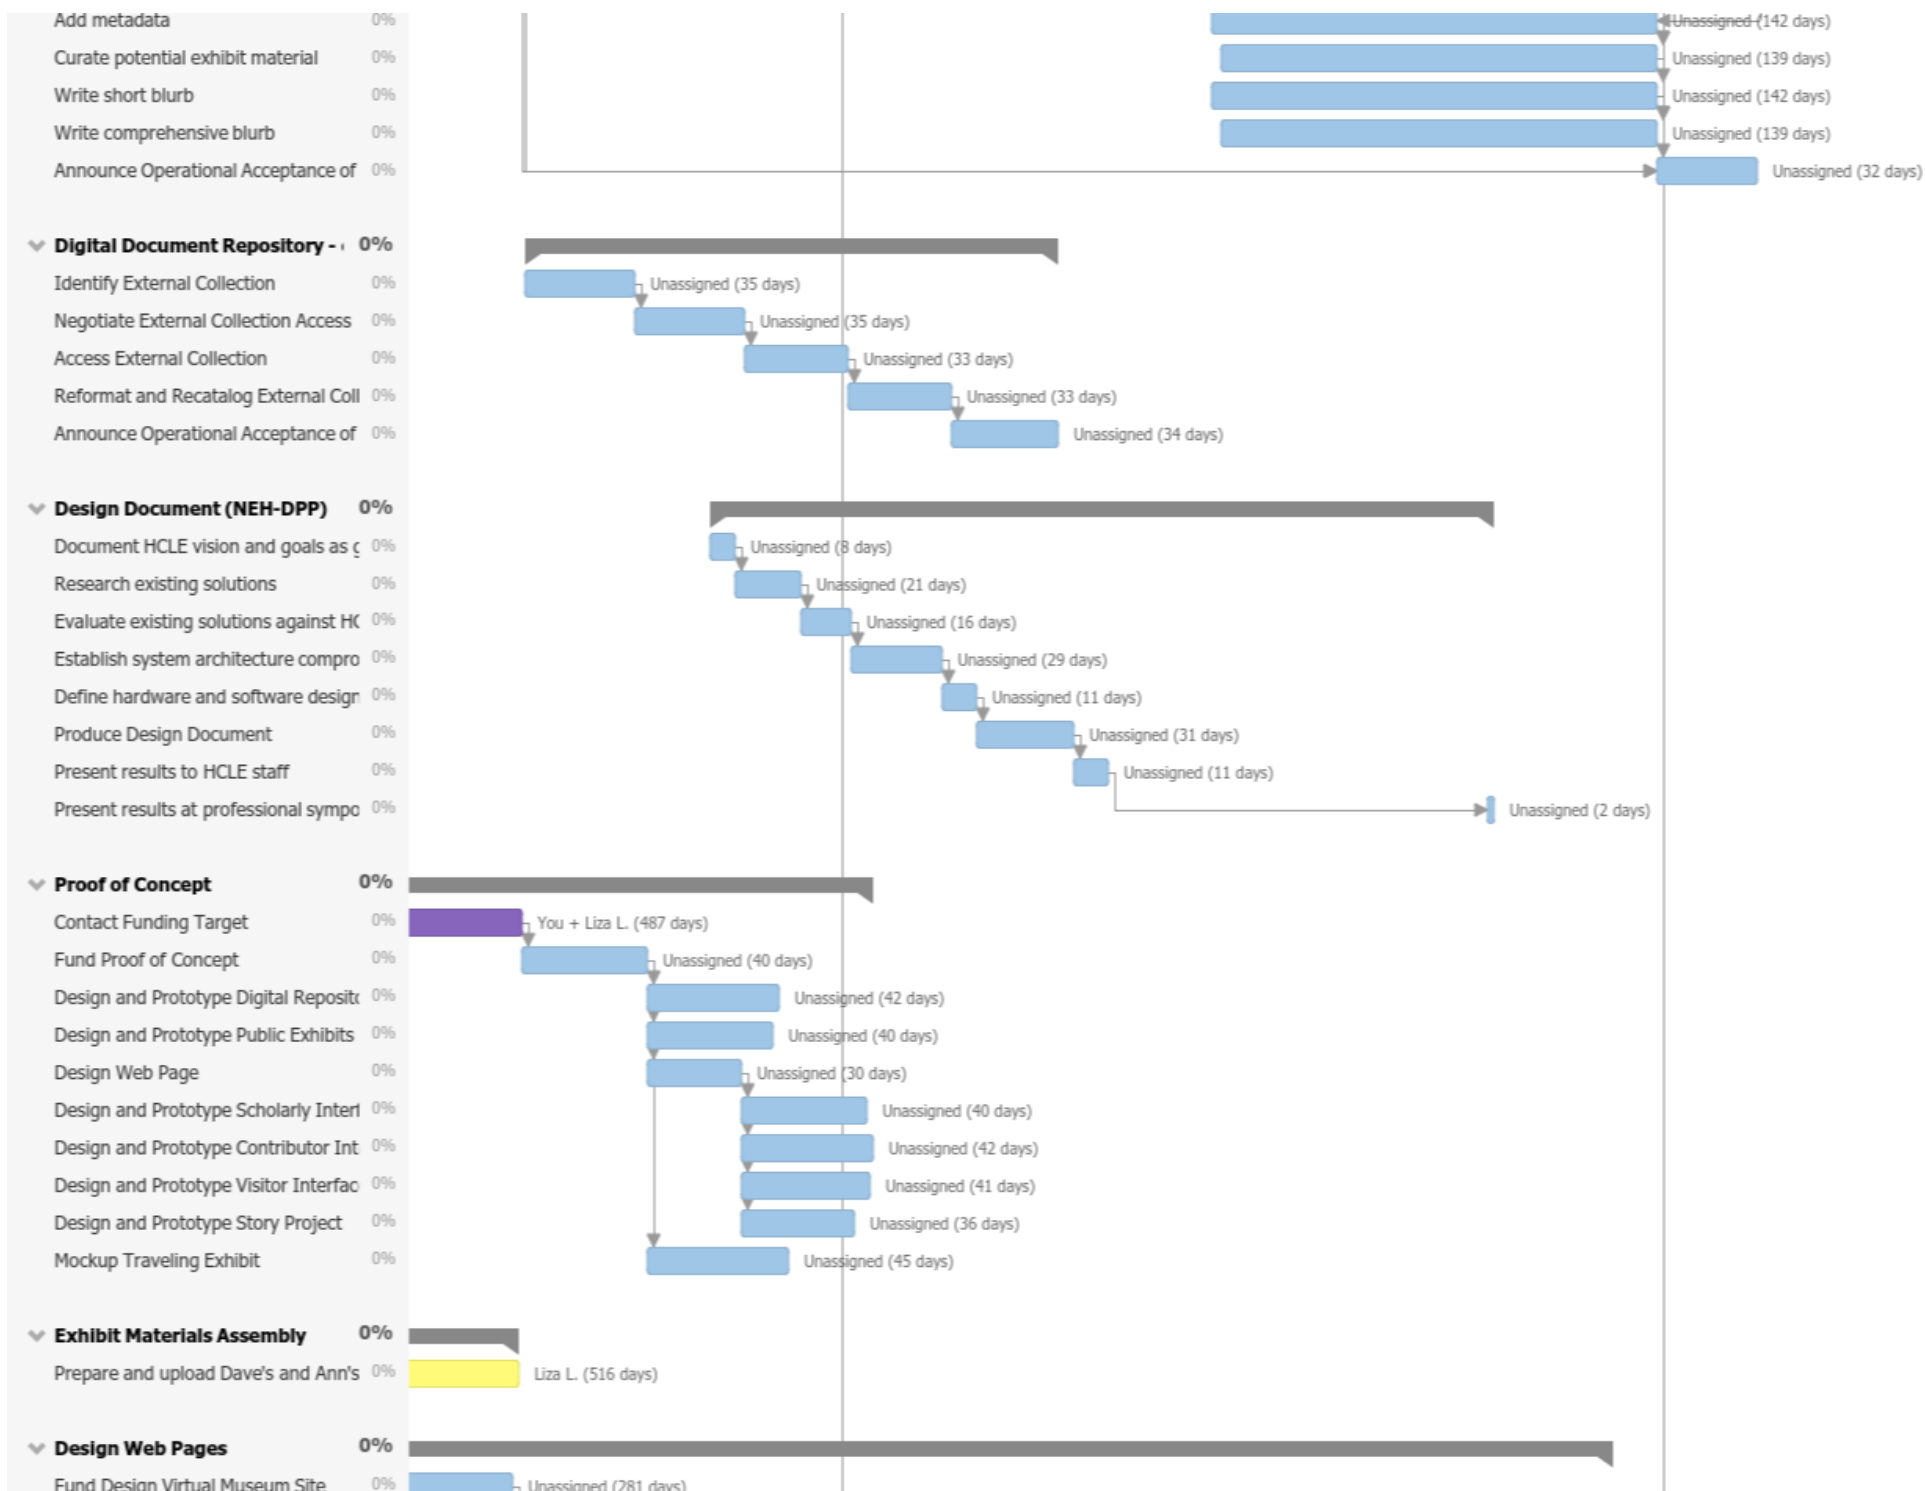 Add metadata 0% Unassigned (142 days)
Curate potential exhibit material 0% Unassigned (139 days)
Write short blurb 0% Unassigned (142 days)
Write comprehensive blurb 0% Unassigned (139 days)
Announce Operational Acceptance of 0% Unassigned (32 days)
Digital Document Repository - 0%
Identify External Collection 0% Unassigned (35 days)
Negotiate External Collection Access 0% Unassigned (35 days)
Access External Collection 0% Unassigned (33 days)
Reformat and Recatalog External Coll 0% Unassigned (33 days)
Announce Operational Acceptance of 0% Unassigned (34 days)
Design Document (NEH-DPP) 0%
Document HCLE vision and goals as 0% Unassigned (8 days)
Research existing solutions 0% Unassigned (21 days)
Evaluate existing solutions against 0% Unassigned (16 days)
Establish system architecture compro 0% Unassigned (29 days)
Define hardware and software design 0% Unassigned (11 days)
Produce Design Document 0% Unassigned (31 days)
Present results to HCLE staff 0% Unassigned (11 days)
Present results at professional sympo 0% Unassigned (2 days)
Proof of Concept 0%
Contact Funding Target 0% You + Liza L. (487 days)
Fund Proof of Concept 0% Unassigned (40 days)
Design and Prototype Digital Reposito 0% Unassigned (42 days)
Design and Prototype Public Exhibits 0% Unassigned (40 days)
Design Web Page 0% Unassigned (30 days)
Design and Prototype Scholarly Inter 0% Unassigned (40 days)
Design and Prototype Contributor Int 0% Unassigned (42 days)
Design and Prototype Visitor Interfac 0% Unassigned (41 days)
Design and Prototype Story Project 0% Unassigned (36 days)
Mockup Traveling Exhibit 0% Unassigned (45 days)
Exhibit Materials Assembly 0%
Prepare and upload Dave's and Ann's 0% Liza L. (516 days)
Design Web Pages 0%
Fund Design Virtual Museum Site 0% Unassigned (281 days)